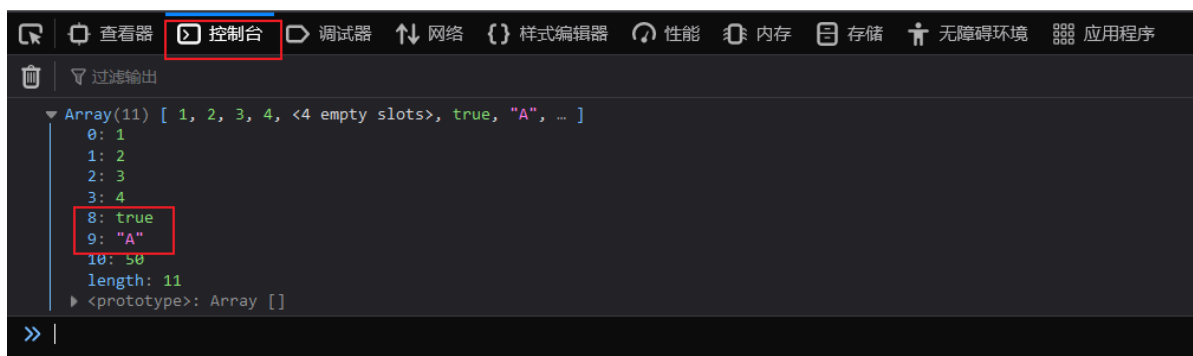 查看器 控制台 调试器 网络 {} 样式编辑器 性能 内存 存储 无障碍环境 应用程序
过滤输出
Array(11) [ 1, 2, 3, 4, <4 empty slots>, true, "A", … ]
0: 1
1: 2
2: 3
3: 4
8: true
9: "A"
10: 50
length: 11
<prototype>: Array []